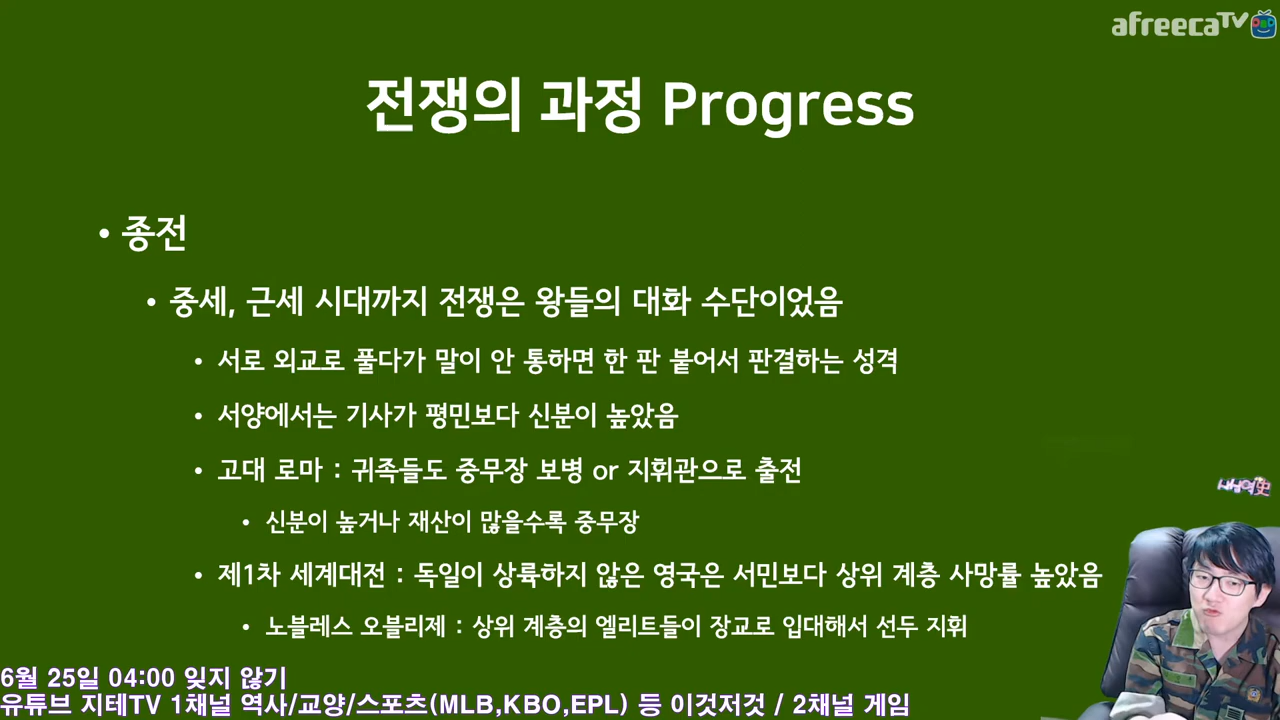 afreecaTV
전쟁의 과정 Progress
• 종전
• 중세, 근세 시대까지 전쟁은 왕들의 대화 수단이었음
• 서로 외교로 풀다가 말이 안 통하면 한 판 붙어서 판결하는 성격
• 서양에서는 기사가 평민보다 신분이 높았음
• 고대 로마 : 귀족들도 중무장 보병 or 지휘관으로 출전
• 신분이 높거나 재산이 많을수록 중무장
• 제1차 세계대전 : 독일이 상륙하지 않은 영국은 서민보다 상위 계층 사망률 높았음
• 노블레스 오블리제 : 상위 계층의 엘리트들이 장교로 입대해서 선두 지휘
6월 25일 04:00 잊지 않기
유튜브 지테TV 1채널 역사/교양/스포츠(MLB,KBO,EPL) 등 이것저것 / 2채널 게임